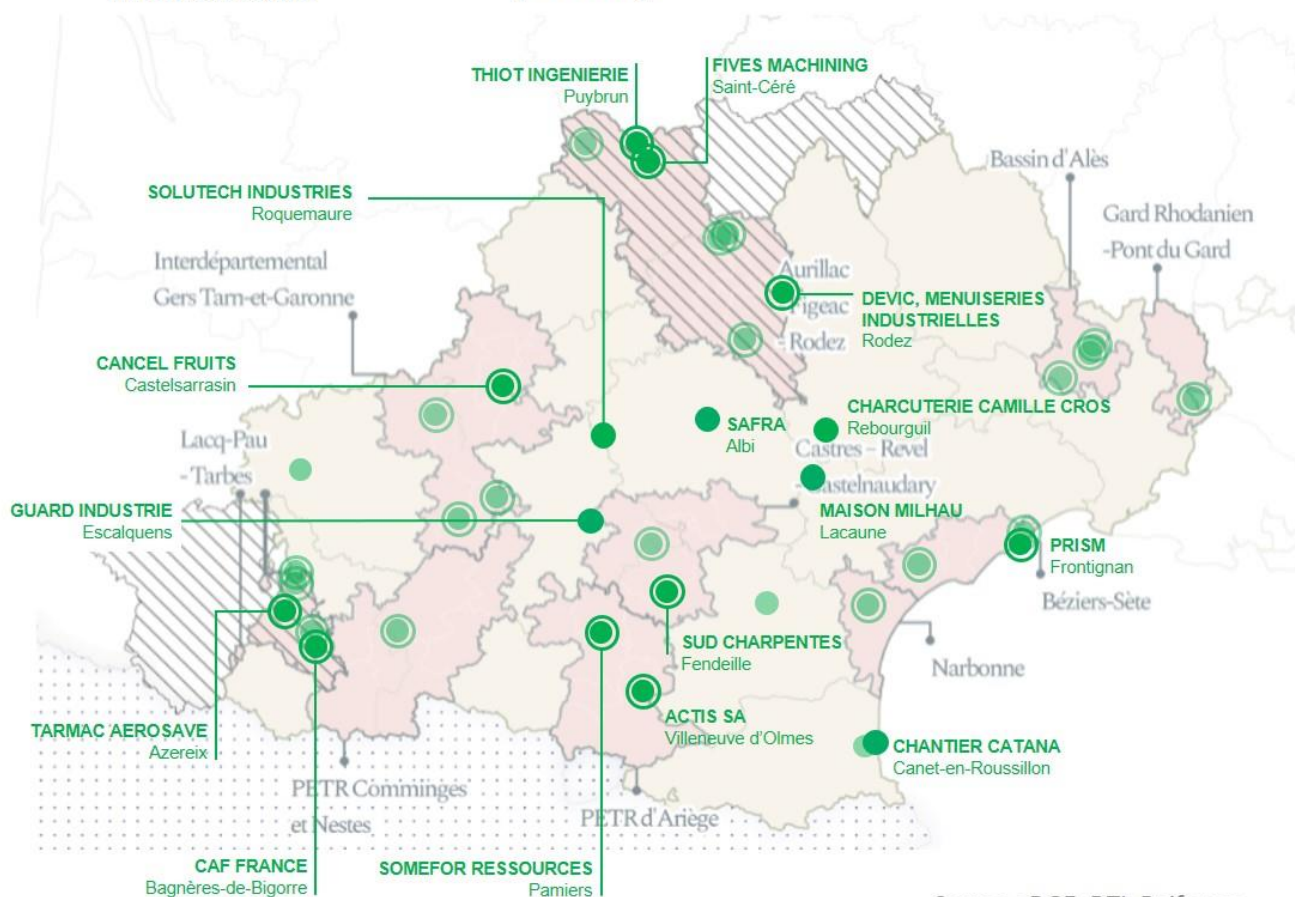 THIOT INGENIERIE
Puybrun
FIVES MACHINING
Saint-Céré
SOLUTECH INDUSTRIES
Roquemaure
Bassin d'Alès
Gard Rhodanien
-Pont du Gard
Interdépartemental
Gers Tarn-et-Garonne
Aurillac
Figeac
- Rodez
DEVIC, MENUISERIES
INDUSTRIELLES
Rodez
CANCEL FRUITS
Castelsarrasin
SAFRA
Albi
CHARCUTERIE CAMILLE CROS
Rebourguil
Lacq-Pau
- Tarbes
Castres – Revel
- Castelnaudary
GUARD INDUSTRIE
Escalquens
MAISON MILHAU
Lacaune
PRISM
Frontignan
Béziers-Sète
SUD CHARPENTES
Fendeille
Narbonne
TARMAC AEROSAVE
Azereix
ACTIS SA
Villeneuve d'Olmes
CHANTIER CATANA
Canet-en-Roussillon
PETR Comminges
et Nestes
PETR d'Ariège
CAF FRANCE
Bagnères-de-Bigorre
SOMEFOR RESSOURCES
Pamiers